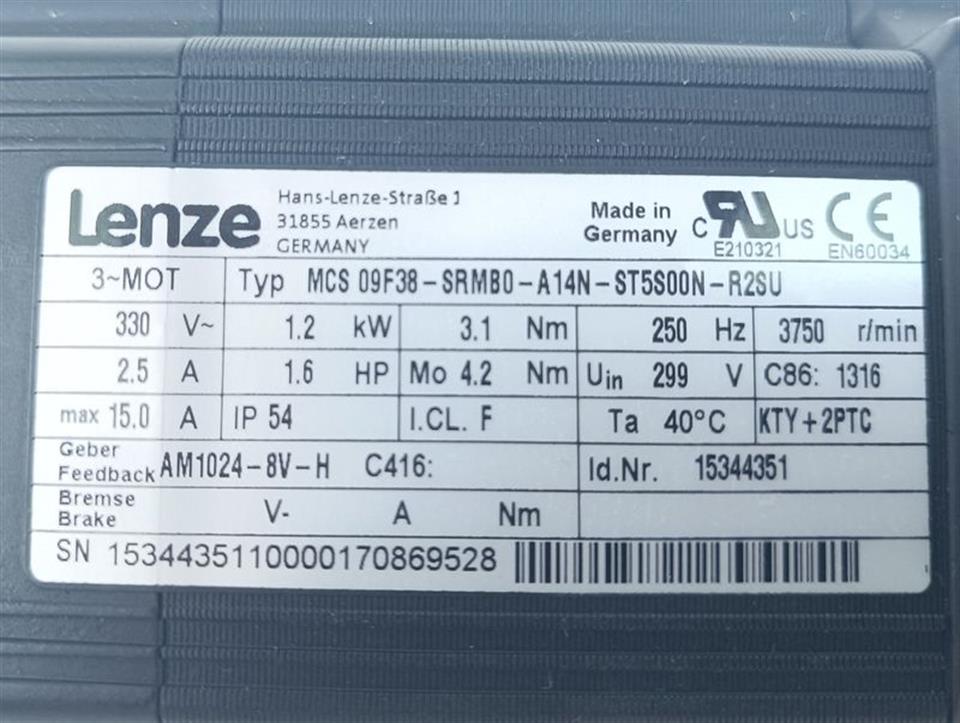 Lenze
Hans-Lenze-Straße 1
31855 Aerzen
GERMANY
Made in
Germany
C RU US
E210321
CE
EN60034
3~MOT Typ MCS 09F38-SRMB0-A14N-ST5S00N-R2SU
330 V~ 1.2 kW 3.1 Nm 250 Hz 3750 r/min
2.5 A 1.6 HP Mo 4.2 Nm Uin 299 V C86: 1316
max 15.0 A IP 54 I.CL. F Ta 40°C KTY+2PTC
Geber
Feedback AM1024-8V-H C416: Id.Nr. 15344351
Bremse
Brake V- A Nm
SN 1534435110000170869528